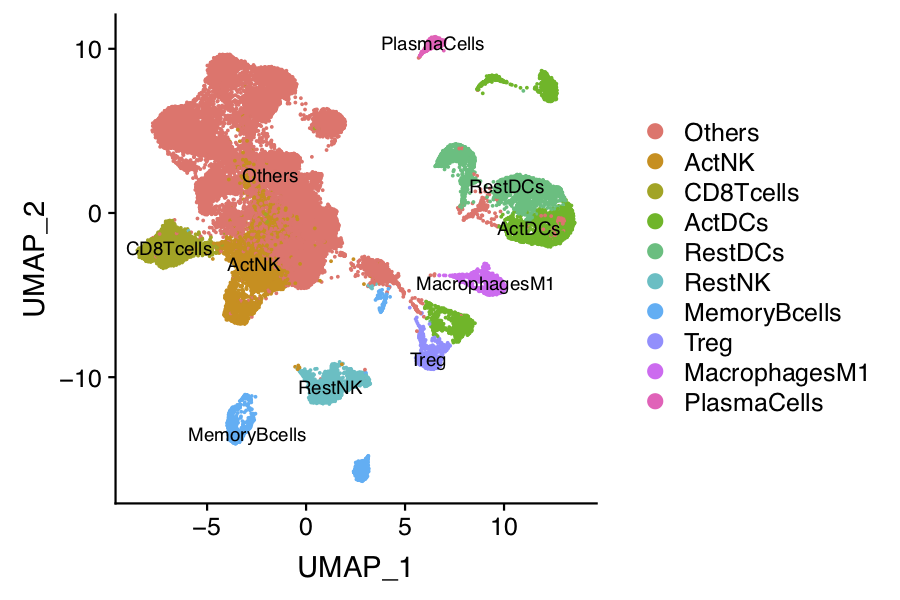 PlasmaCells
10
RestDCs
Others
0
ActDCs
CD8Tcells
ActNK
MacrophagesM1
Treg
−10
RestNK
MemoryBcells
−5
0
5
10
UMAP_1
UMAP_2
Others
ActNK
CD8Tcells
ActDCs
RestDCs
RestNK
MemoryBcells
Treg
MacrophagesM1
PlasmaCells